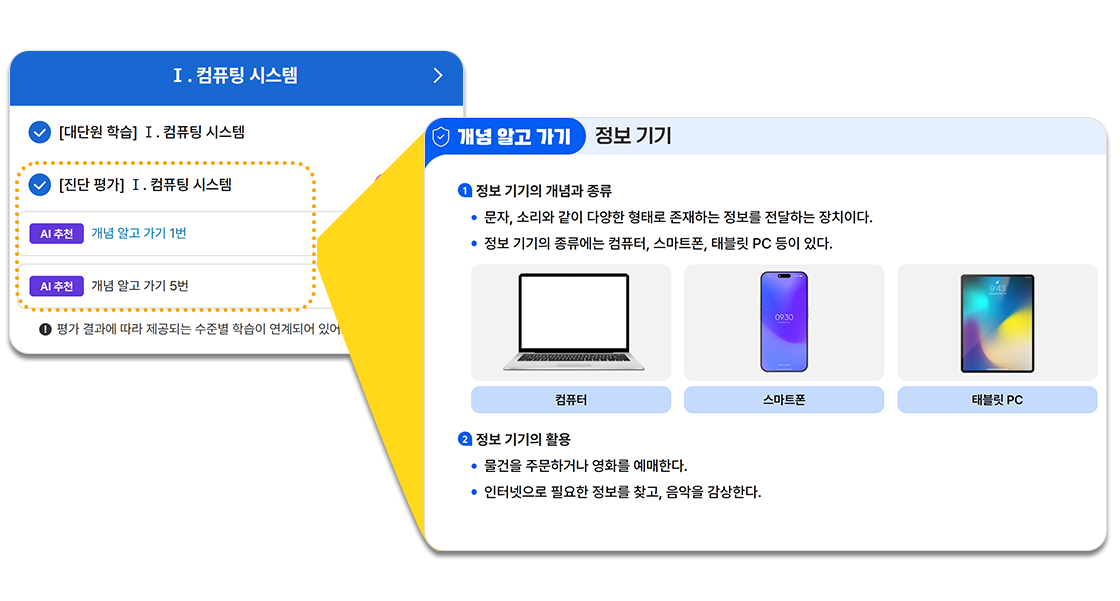 Ⅰ. 컴퓨팅 시스템
[대단원 학습] Ⅰ. 컴퓨팅 시스템
[진단 평가] Ⅰ. 컴퓨팅 시스템
AI 추천 개념 알고 가기 1번
AI 추천 개념 알고 가기 5번
평가 결과에 따라 제공되는 수준별 학습이 연계되어 있어
개념 알고 가기 정보 기기
1 정보 기기의 개념과 종류
• 문자, 소리와 같이 다양한 형태로 존재하는 정보를 전달하는 장치이다.
• 정보 기기의 종류에는 컴퓨터, 스마트폰, 태블릿 PC 등이 있다.
09:30
9:43
컴퓨터
스마트폰
태블릿 PC
2 정보 기기의 활용
• 물건을 주문하거나 영화를 예매한다.
• 인터넷으로 필요한 정보를 찾고, 음악을 감상한다.